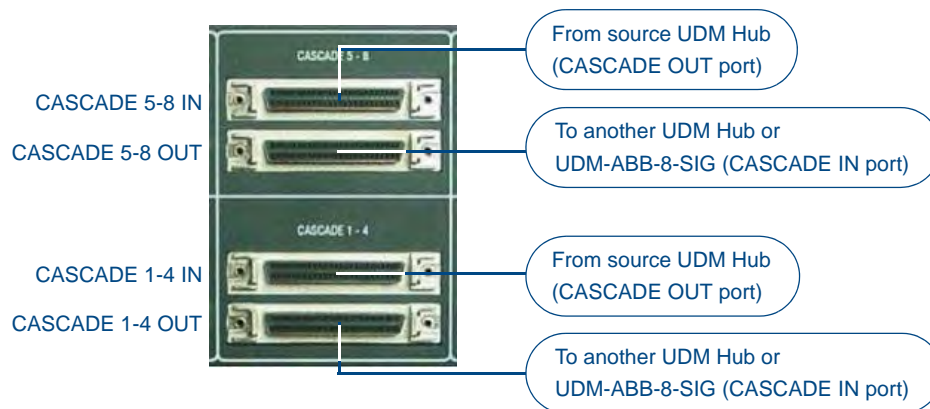 CASCADE 5 - 8
From source UDM Hub
(CASCADE OUT port)
CASCADE 5-8 IN
CASCADE 5-8 OUT
To another UDM Hub or
UDM-ABB-8-SIG (CASCADE IN port)
CASCADE 1 - 4
CASCADE 1-4 IN
From source UDM Hub
(CASCADE OUT port)
CASCADE 1-4 OUT
To another UDM Hub or
UDM-ABB-8-SIG (CASCADE IN port)